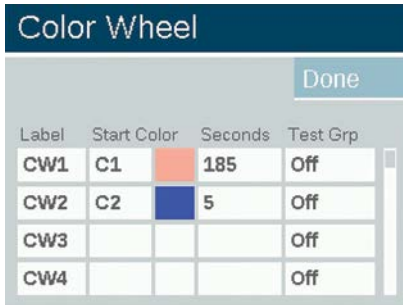 Color Wheel
Done
Label Start Color Seconds Test Grp
CW1 C1 185 Off
CW2 C2 5 Off
CW3 Off
CW4 Off